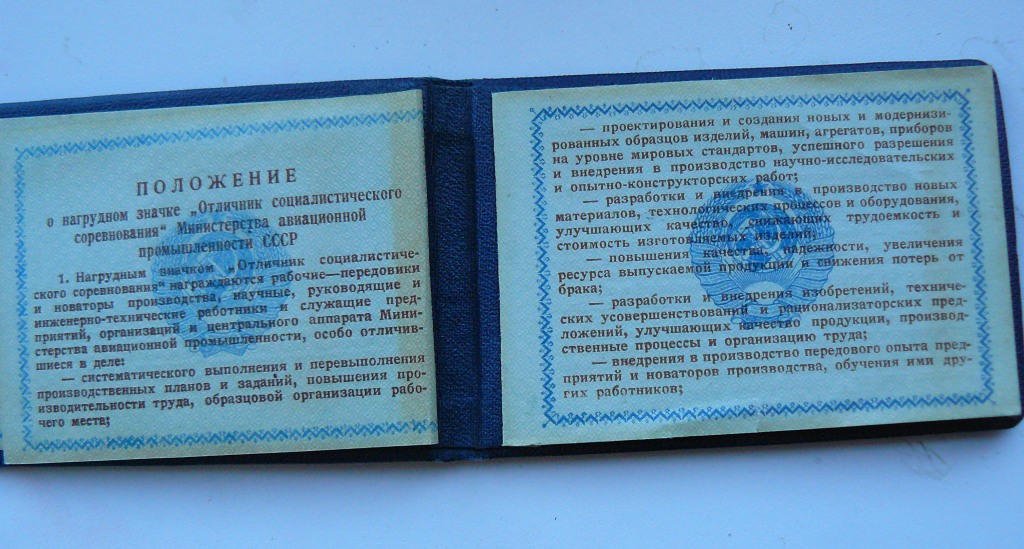 ПОЛОЖЕНИЕ
о нагрудном значке „Отличник социалистического
соревнования" Министерства авиационной
промышленности СССР
1. Нагрудным значком „Отличник социалистиче-
ского соревнования" награждаются рабочие—передовики
и новаторы производства, научные, руководящие и
инженерно-технические работники и служащие пред-
приятий, организаций и центрального аппарата Мини-
стерства авиационной промышленности, особо отличив-
шиеся в деле:
— систематического выполнения и перевыполнения
производственных планов и заданий, повышения про-
изводительности труда, образцовой организации рабо-
чего места;
— проектирования и создания новых и модернизи-
рованных образцов изделий, машин, агрегатов, приборов
на уровне мировых стандартов, успешного разрешения
и внедрения в производство научно-исследовательских
и опытно-конструкторских работ;
— разработки и внедрения в производство новых
материалов, технологических процессов и оборудования,
улучшающих качество, снижающих трудоемкость и
стоимость изготовляемых изделий;
— повышения качества, надежности, увеличения
ресурса выпускаемой продукции и снижения потерь от
брака;
— разработки и внедрения изобретений, техниче-
ских усовершенствований и рационализаторских пред-
ложений, улучшающих качество продукции, производ-
ственные процессы и организацию труда;
— внедрения в производство передового опыта пред-
приятий и новаторов производства, обучения ими дру-
гих работников;